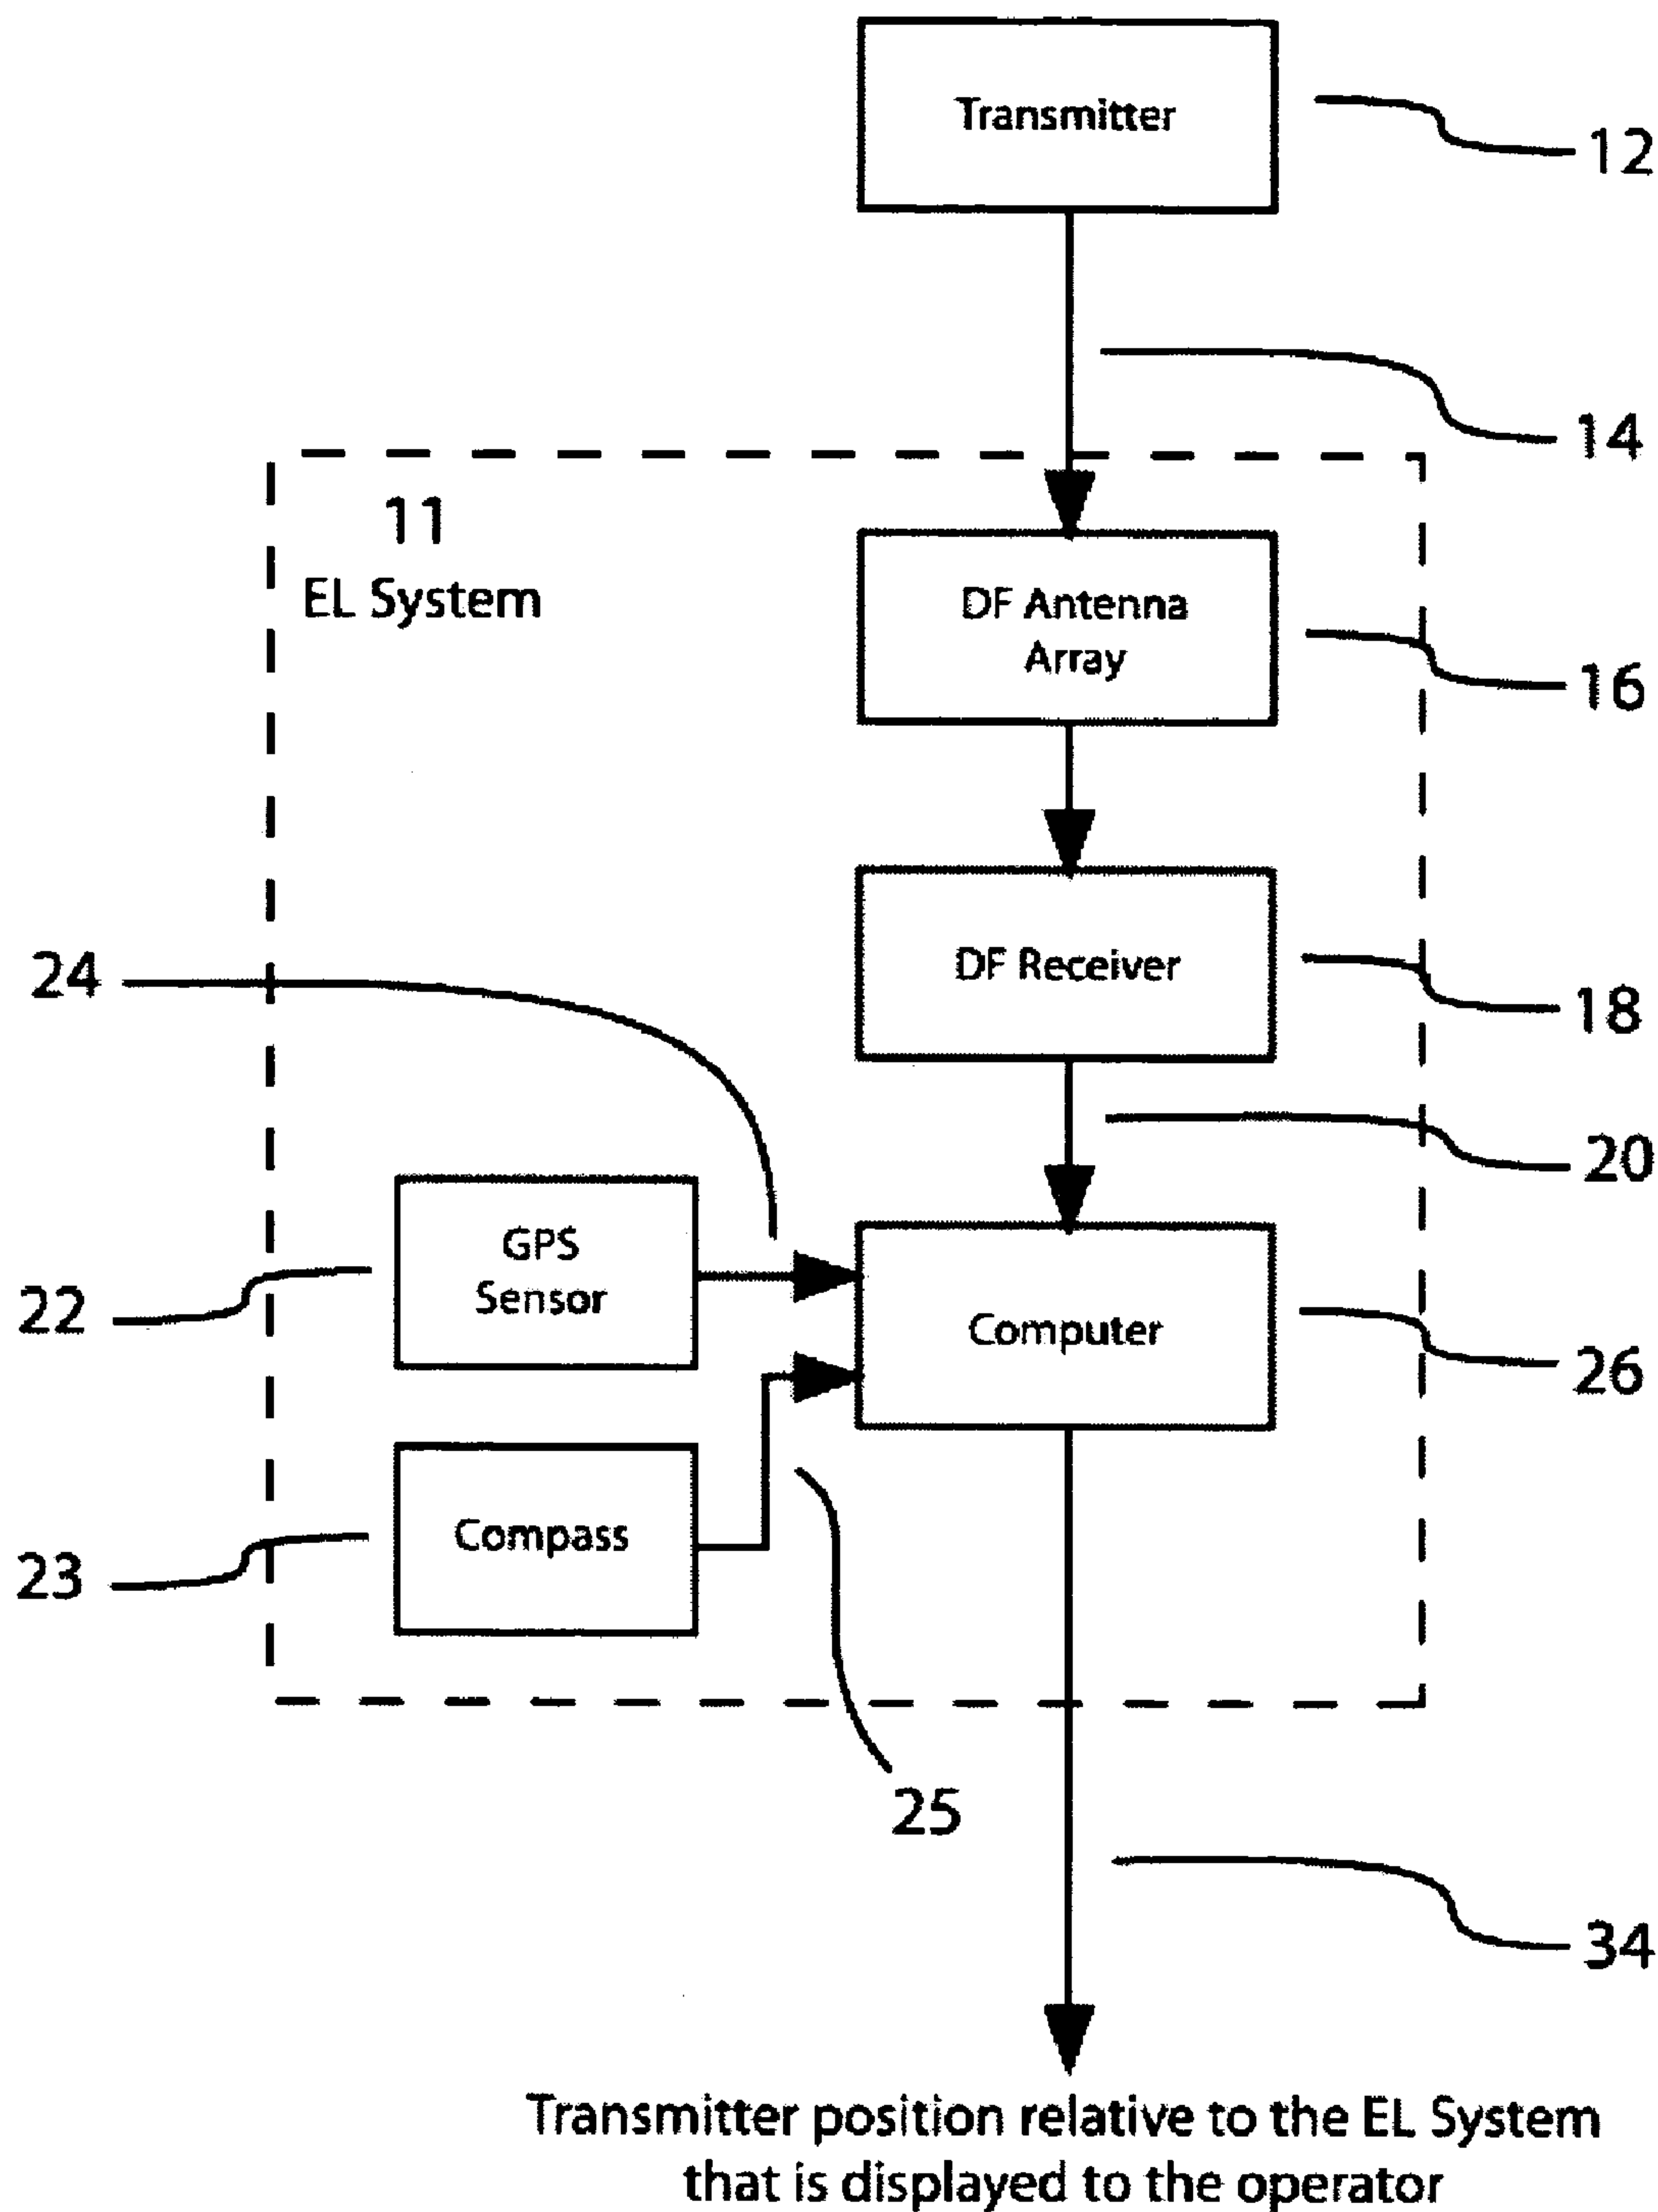 Transmitter
12
14
11
EL System
DF Antenna
Array
16
DF Receiver
18
24
20
GPS
Sensor
22
Computer
26
Compass
23
25
34
Transmitter position relative to the EL System
that is displayed to the operator